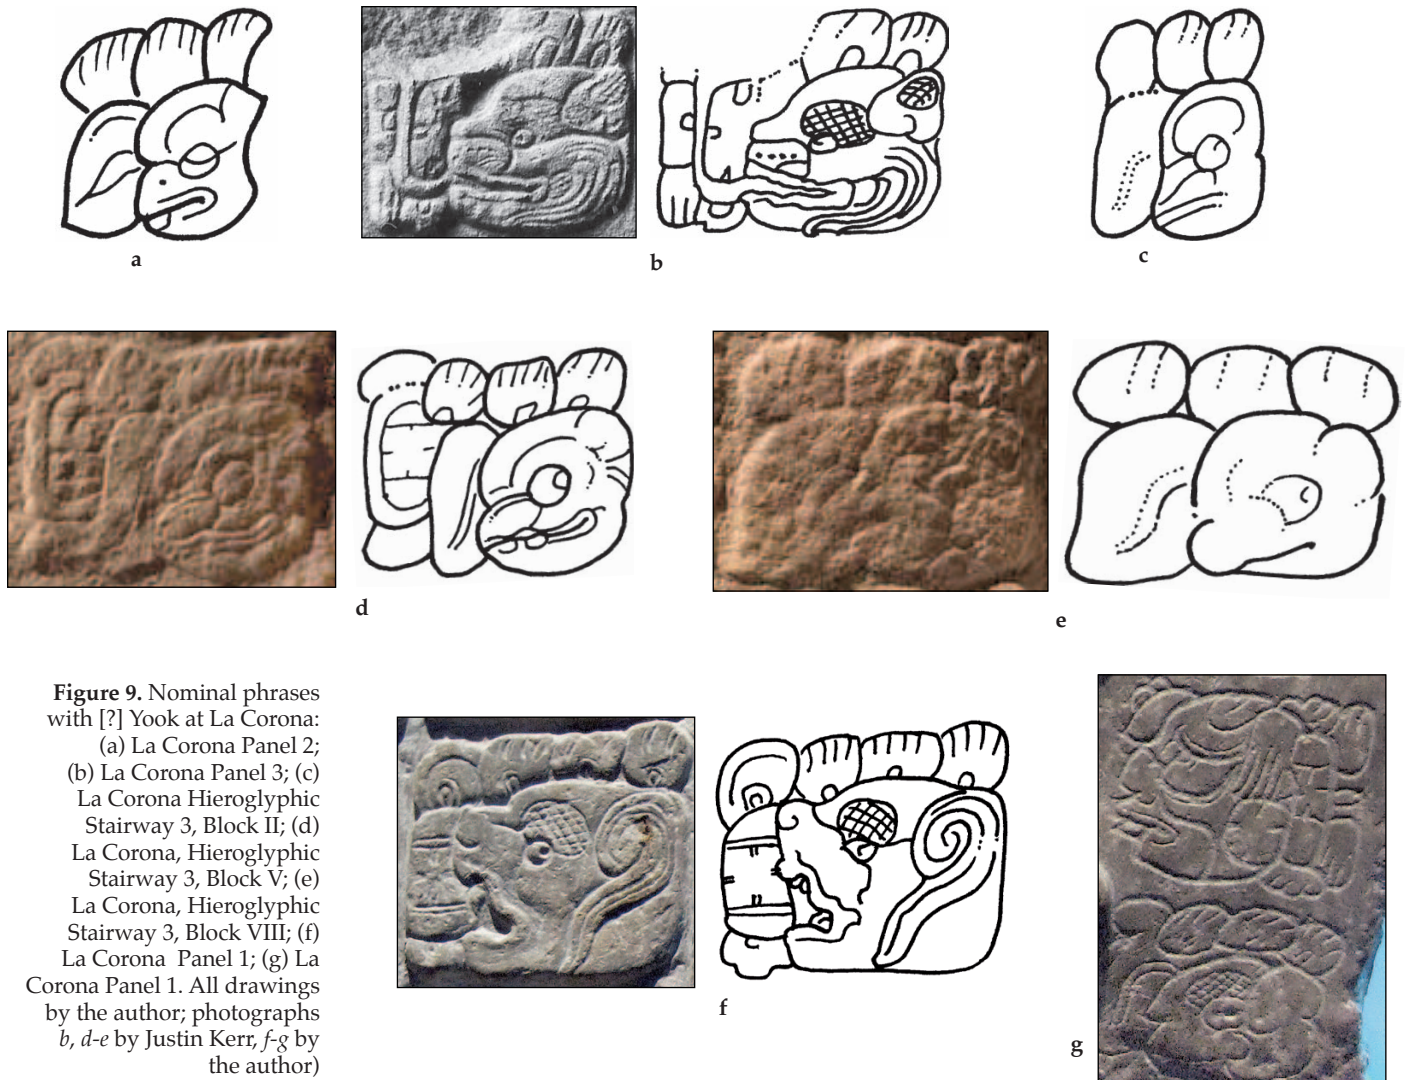 a
b
c
d
e
Figure 9. Nominal phrases
with [?] Yook at La Corona:
(a) La Corona Panel 2;
(b) La Corona Panel 3; (c)
La Corona Hieroglyphic
Stairway 3, Block II; (d)
La Corona, Hieroglyphic
Stairway 3, Block V; (e)
La Corona, Hieroglyphic
Stairway 3, Block VIII; (f)
La Corona Panel 1; (g) La
Corona Panel 1. All drawings
by the author; photographs
b, d-e by Justin Kerr, f-g by
the author)
f
g